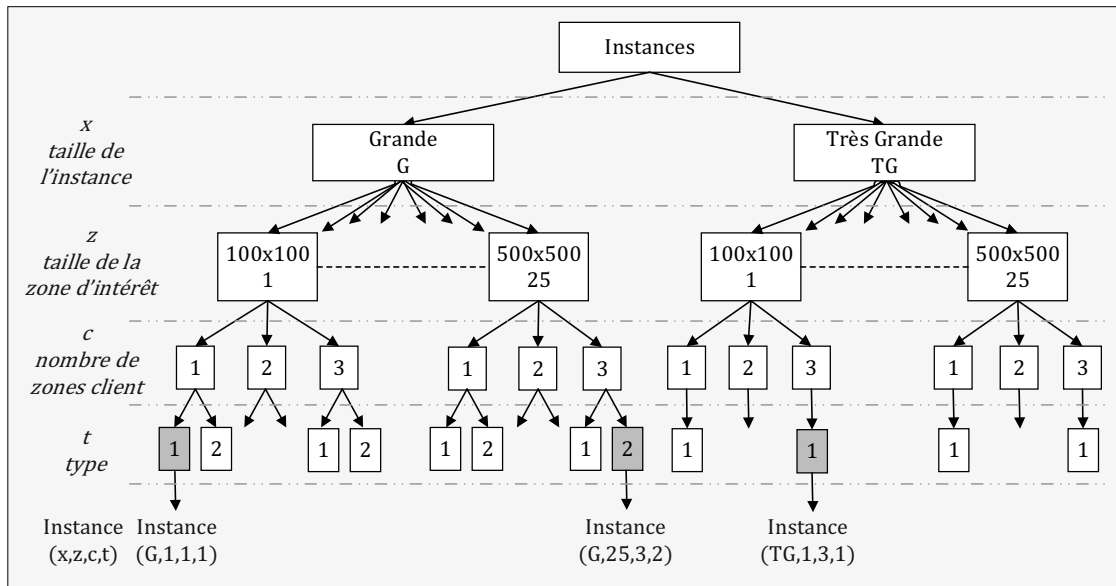 Instances
x
taille de
l'instance
Grande
G
Très Grande
TG
z
taille de la
zone d'intérêt
100x100
1
500x500
25
100x100
1
500x500
25
c
nombre de
zones client
1 2 3 1 2 3 1 2 3 1 2 3
t
type
1 2 1 2 1 2 1 2 1 1 1 1
Instance
(x,z,c,t)
Instance
(G,1,1,1)
Instance
(G,25,3,2)
Instance
(TG,1,3,1)